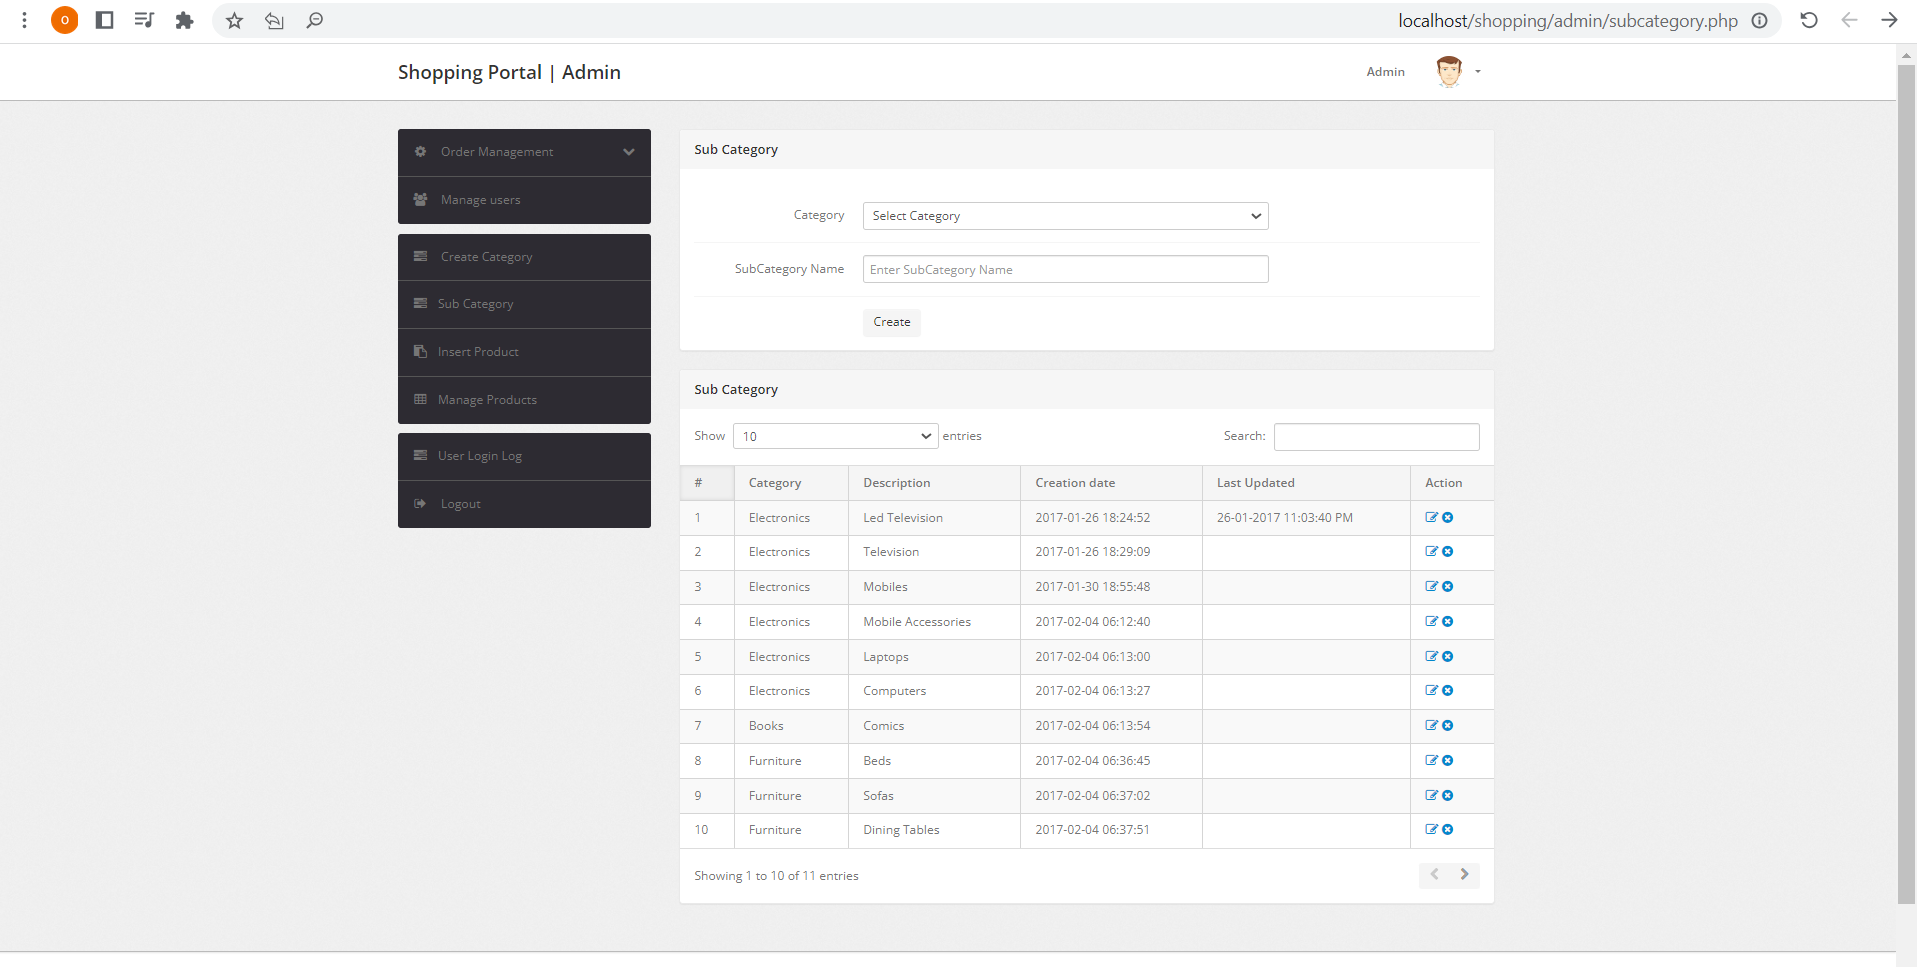 O
localhost/shopping/admin/subcategory.php
Shopping Portal | Admin
Admin
Order Management
Manage users
Create Category
Sub Category
Insert Product
Manage Products
User Login Log
Logout
Sub Category
Category Select Category
SubCategory Name Enter SubCategory Name
Create
Sub Category
Show 10 entries Search:
# Category Description Creation date Last Updated Action
1 Electronics Led Television 2017-01-26 18:24:52 26-01-2017 11:03:40 PM
2 Electronics Television 2017-01-26 18:29:09
3 Electronics Mobiles 2017-01-30 18:55:48
4 Electronics Mobile Accessories 2017-02-04 06:12:40
5 Electronics Laptops 2017-02-04 06:13:00
6 Electronics Computers 2017-02-04 06:13:27
7 Books Comics 2017-02-04 06:13:54
8 Furniture Beds 2017-02-04 06:36:45
9 Furniture Sofas 2017-02-04 06:37:02
10 Furniture Dining Tables 2017-02-04 06:37:51
Showing 1 to 10 of 11 entries